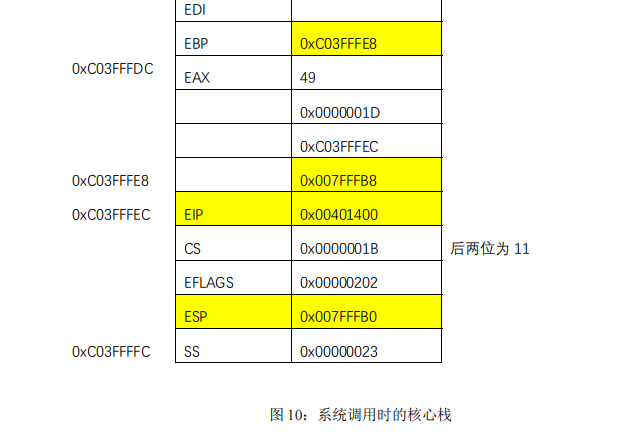 EDI
EBP 0xC03FFFE8
0xC03FFFDC EAX 49
0x0000001D
0xC03FFFEC
0xC03FFFE8 0x007FFFB8
0xC03FFFEC EIP 0x00401400
CS 0x0000001B 后两位为 11
EFLAGS 0x00000202
ESP 0x007FFFB0
0xC03FFFFC SS 0x00000023
图 10：系统调用时的核心栈